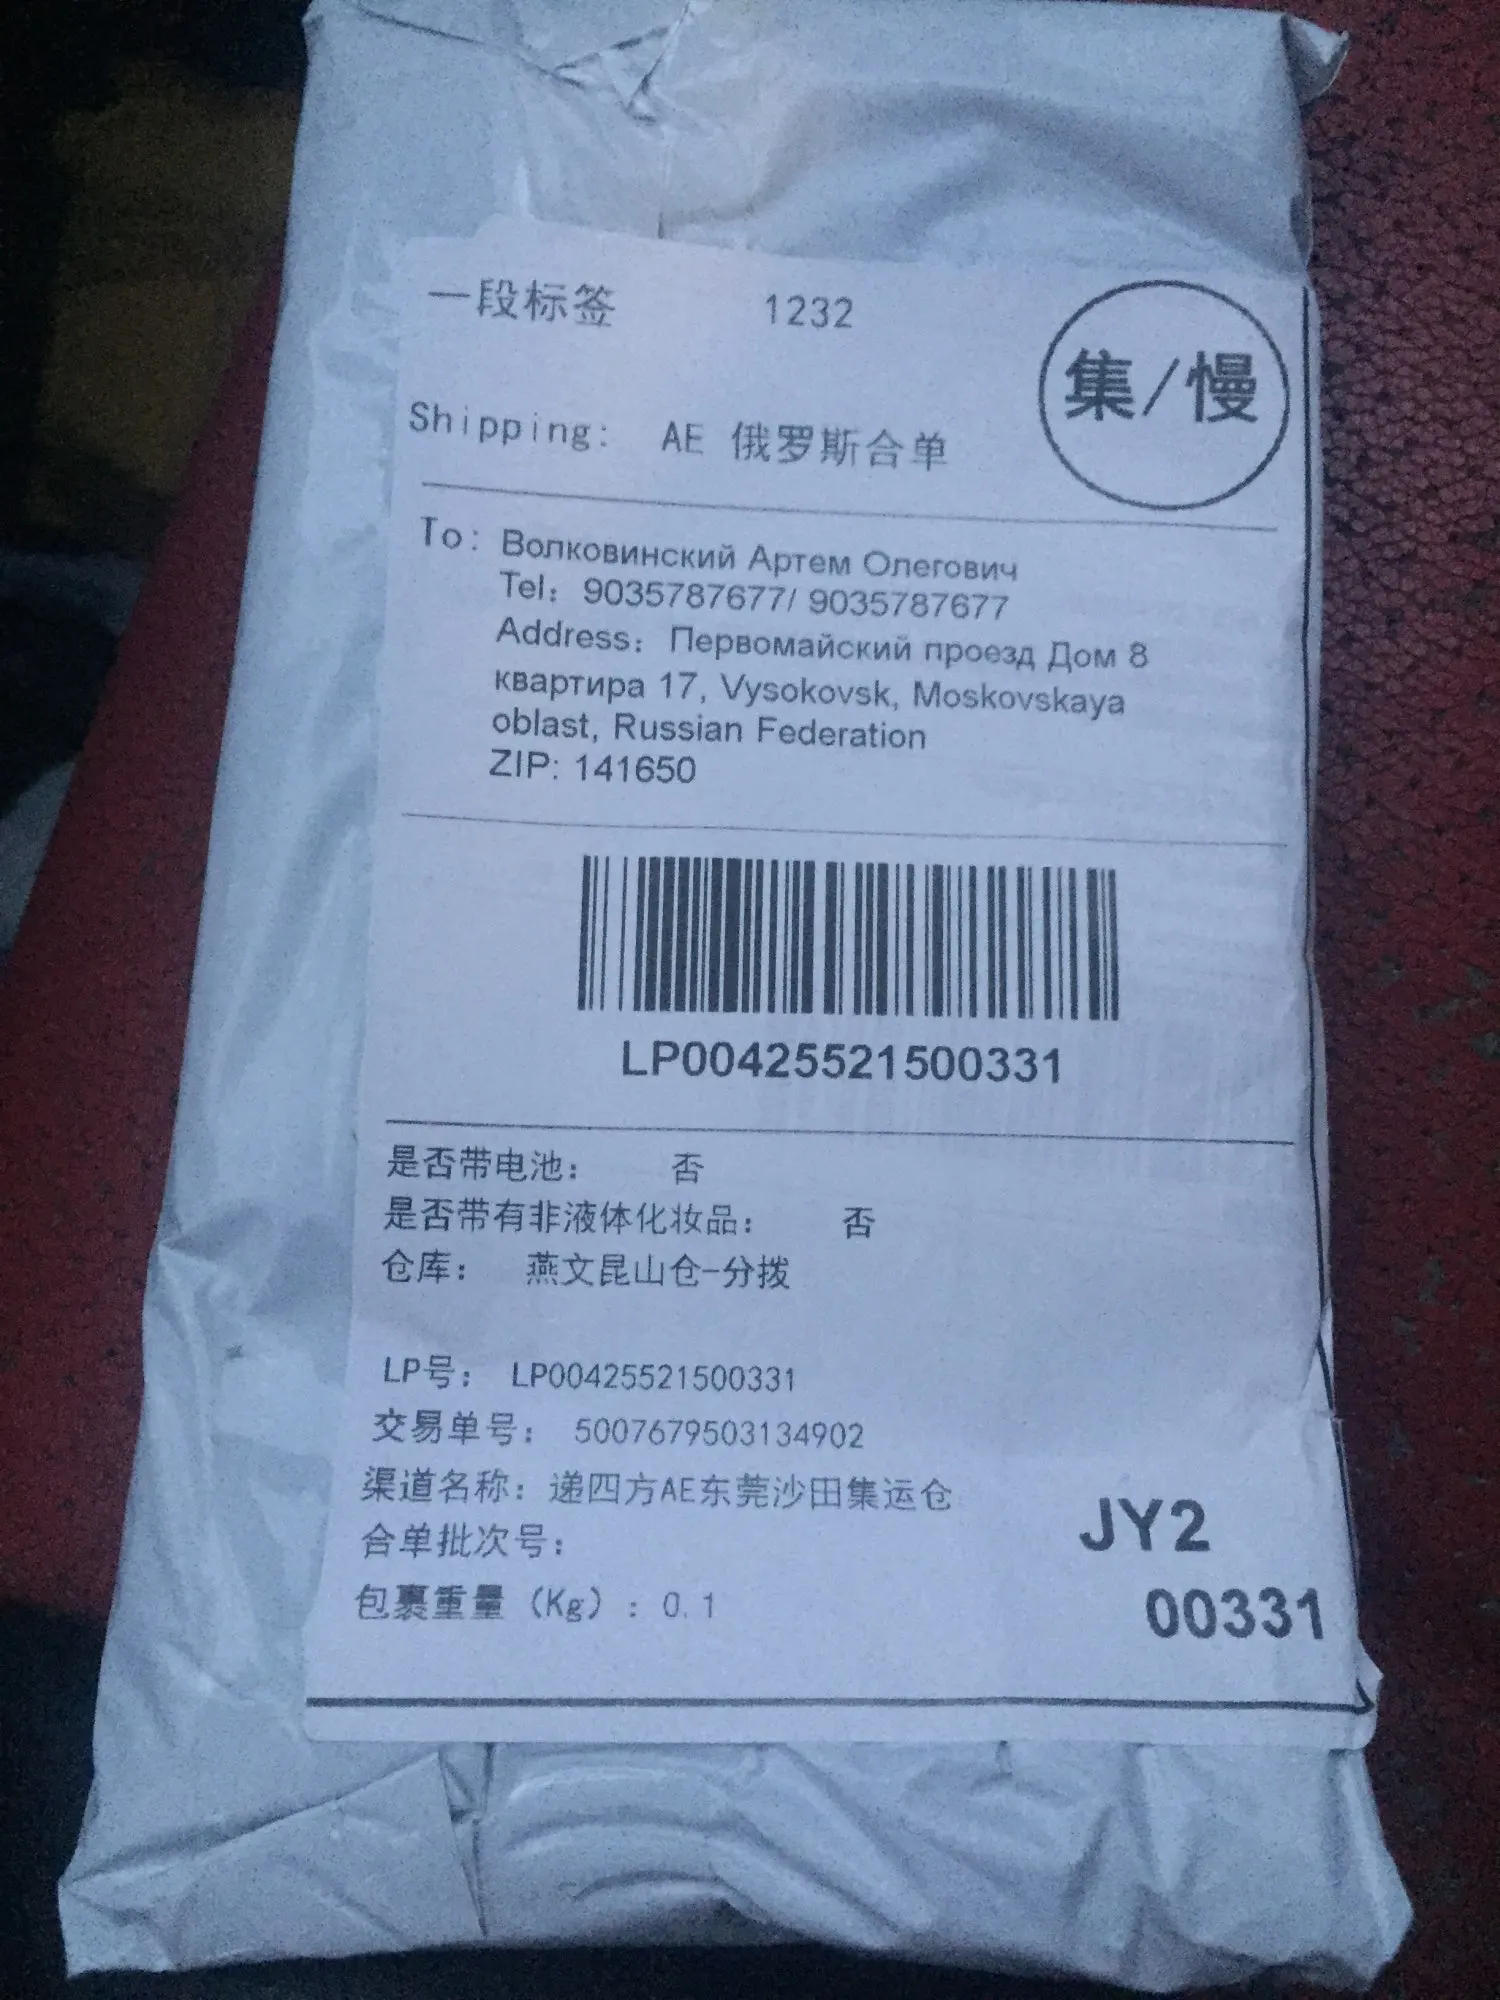 一段标签 1232
集/慢
Shipping: AE 俄罗斯合单
To: Волковинский Артем Олегович
Tel: 9035787677/ 9035787677
Address: Первомайский проезд Дом 8
квартира 17, Vysokovsk, Moskovskaya
oblast, Russian Federation
ZIP: 141650
LP00425521500331
是否带电池: 否
是否带有非液体化妆品: 否
仓库: 燕文昆山仓-分拨
LP号: LP00425521500331
交易单号: 5007679503134902
渠道名称: 递四方AE东莞沙田集运仓
合单批次号:
包裹重量 (Kg) : 0.1
JY2
00331